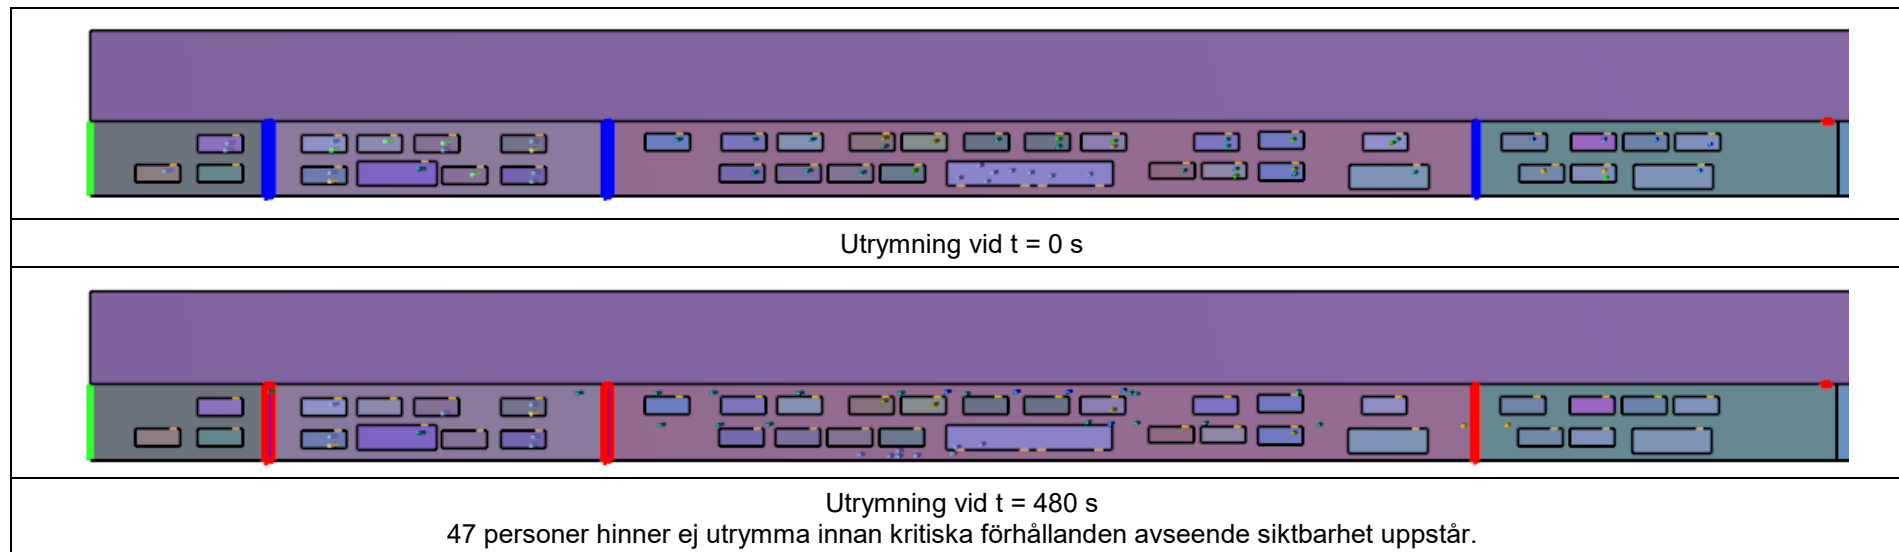 Utrymning vid t = 0 s
Utrymning vid t = 480 s
47 personer hinner ej utrymma innan kritiska förhållanden avseende siktbarhet uppstår.